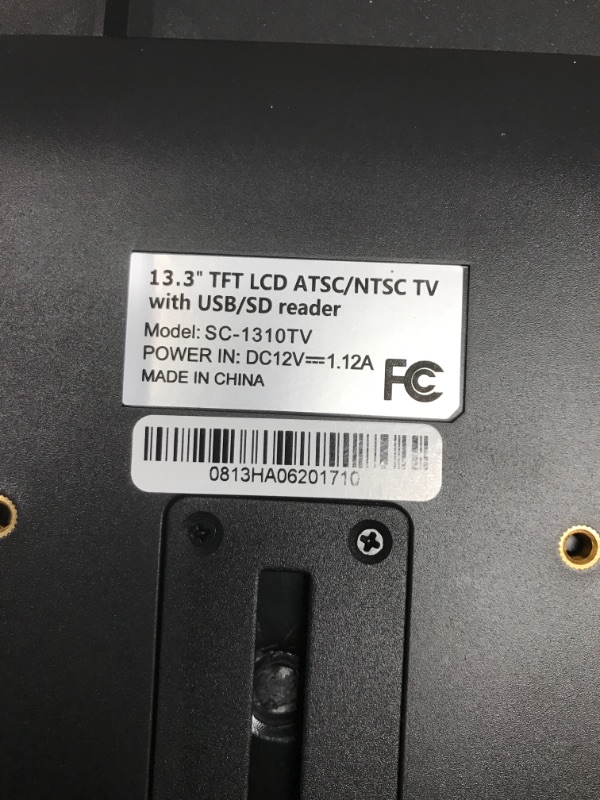 13.3" TFT LCD ATSC/NTSC TV
with USB/SD reader
Model: SC-1310TV
POWER IN: DC12V⎓1.12A
MADE IN CHINA
FC
0813HA06201710